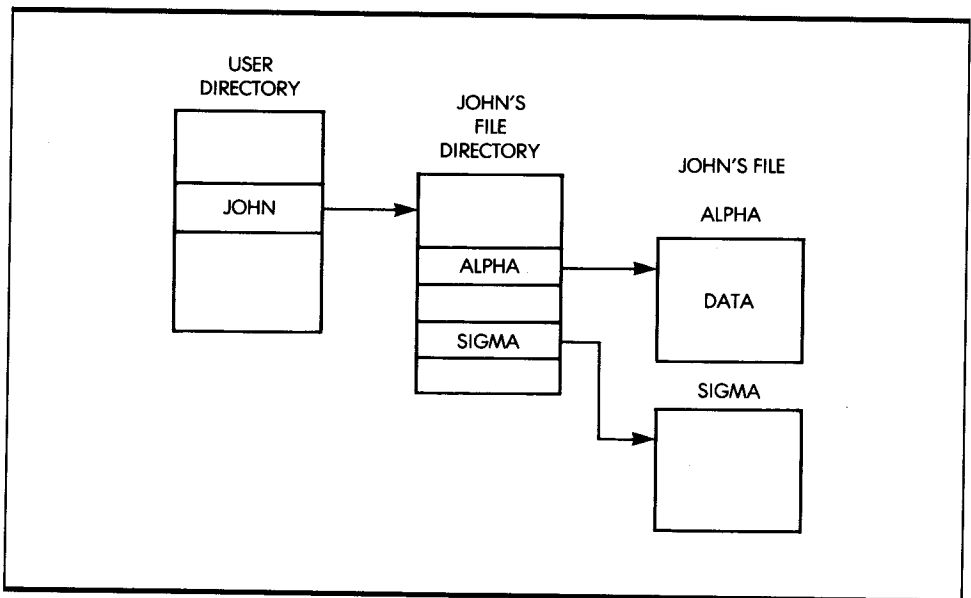 USER
DIRECTORY
JOHN
JOHN'S
FILE
DIRECTORY
ALPHA
SIGMA
JOHN'S FILE
ALPHA
DATA
SIGMA